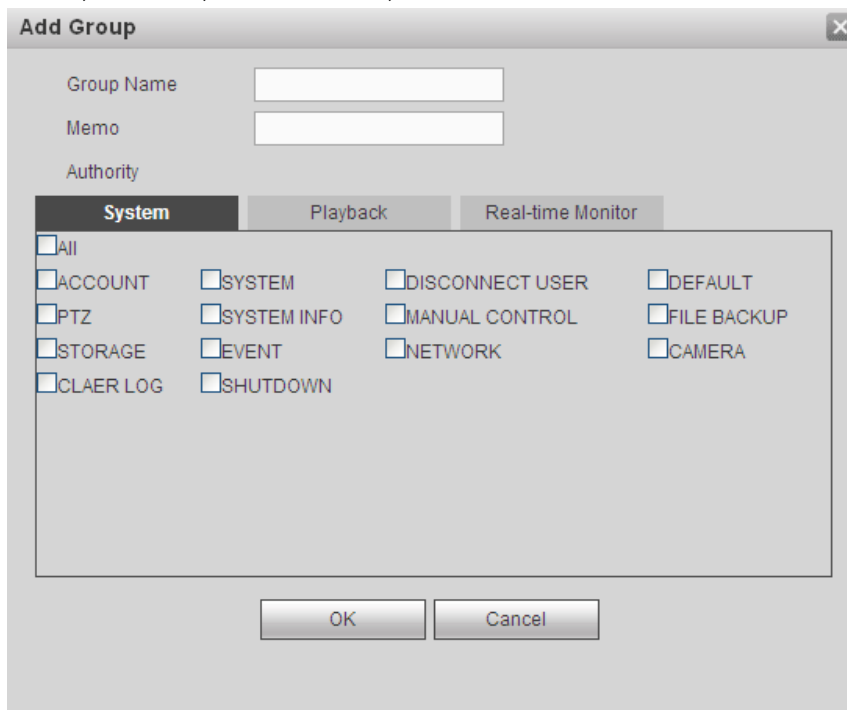 Add Group
Group Name
Memo
Authority
System Playback Real-time Monitor
All
ACCOUNT SYSTEM DISCONNECT USER DEFAULT
PTZ SYSTEM INFO MANUAL CONTROL FILE BACKUP
STORAGE EVENT NETWORK CAMERA
CLAER LOG SHUTDOWN
OK Cancel